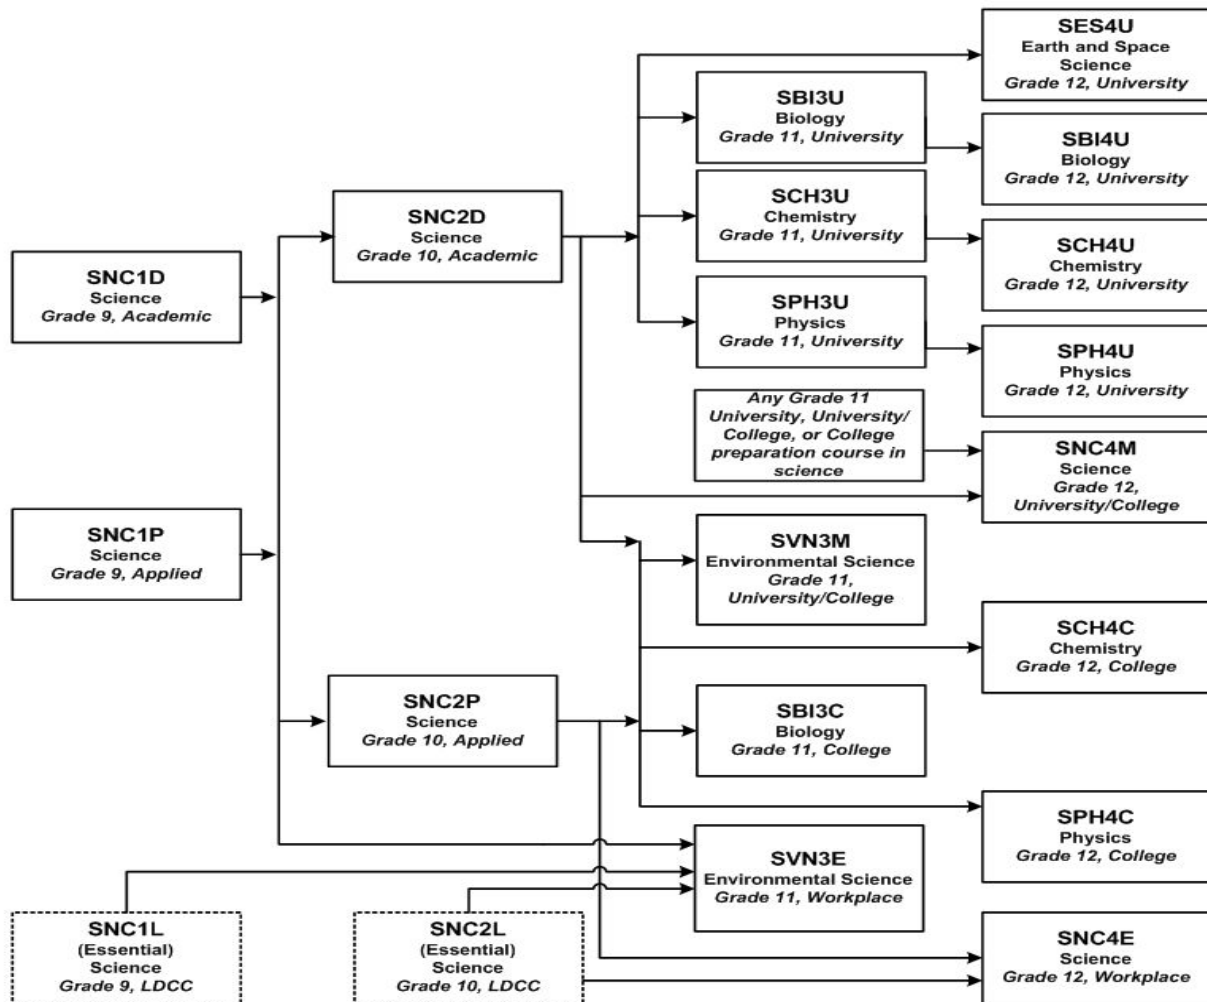 SNC1D
Science
Grade 9, Academic
SNC1P
Science
Grade 9, Applied
SNC1L
(Essential)
Science
Grade 9, LDCC
SNC2D
Science
Grade 10, Academic
SNC2P
Science
Grade 10, Applied
SNC2L
(Essential)
Science
Grade 10, LDCC
SBI3U
Biology
Grade 11, University
SCH3U
Chemistry
Grade 11, University
SPH3U
Physics
Grade 11, University
Any Grade 11
University, University/
College, or College
preparation course in
science
SVN3M
Environmental Science
Grade 11,
University/College
SBI3C
Biology
Grade 11, College
SVN3E
Environmental Science
Grade 11, Workplace
SES4U
Earth and Space
Science
Grade 12, University
SBI4U
Biology
Grade 12, University
SCH4U
Chemistry
Grade 12, University
SPH4U
Physics
Grade 12, University
SNC4M
Science
Grade 12,
University/College
SCH4C
Chemistry
Grade 12, College
SPH4C
Physics
Grade 12, College
SNC4E
Science
Grade 12, Workplace